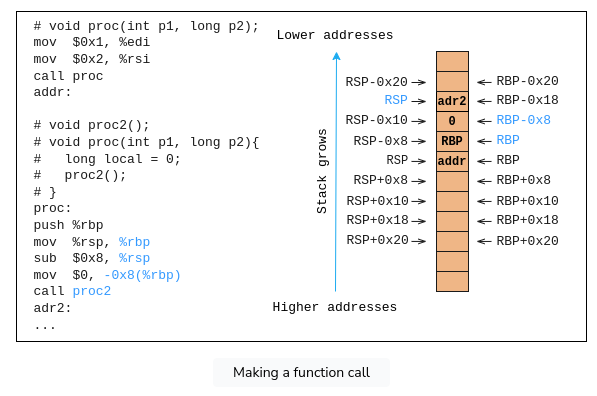 # void proc(int p1, long p2);
mov  $0x1, %edi
mov  $0x2, %rsi
call proc
addr:

# void proc2();
# void proc(int p1, long p2){
#   long local = 0;
#   proc2();
# }
proc:
push %rbp
mov  %rsp, %rbp
sub  $0x8, %rsp
mov  $0, -0x8(%rbp)
call proc2
adr2:
...
Lower addresses
Stack grows
RSP-0x20 RBP-0x20
RSP adr2 RBP-0x18
RSP-0x10 0 RBP-0x8
RSP-0x8 RBP RBP
RSP addr RBP
RSP+0x8 RBP+0x8
RSP+0x10 RBP+0x10
RSP+0x18 RBP+0x18
RSP+0x20 RBP+0x20
Higher addresses
Making a function call